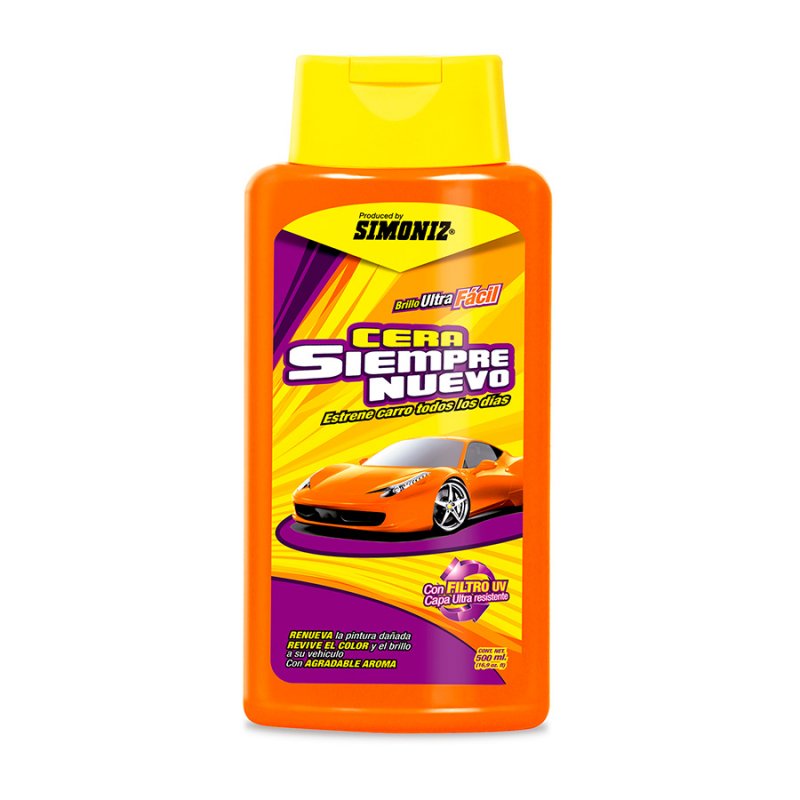 Produced by
SIMONIZ®
Brillo Ultra Fácil
CERA
SIEMPRE
NUEVO
Estrene carro todos los días
Con FILTRO UV
Capa Ultra resistente
RENUEVA la pintura dañada
REVIVE EL COLOR y el brillo
a su vehículo
Con AGRADABLE AROMA
CONT. NET.
500 ml.
(16.9 oz. fl)